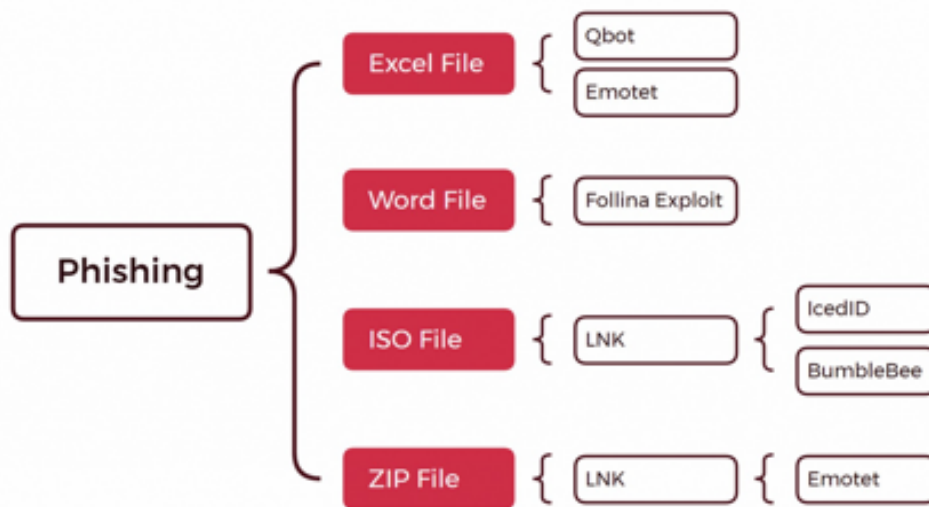 Phishing
Excel File
Qbot
Emotet
Word File
Follina Exploit
ISO File
LNK
IcedID
BumbleBee
ZIP File
LNK
Emotet